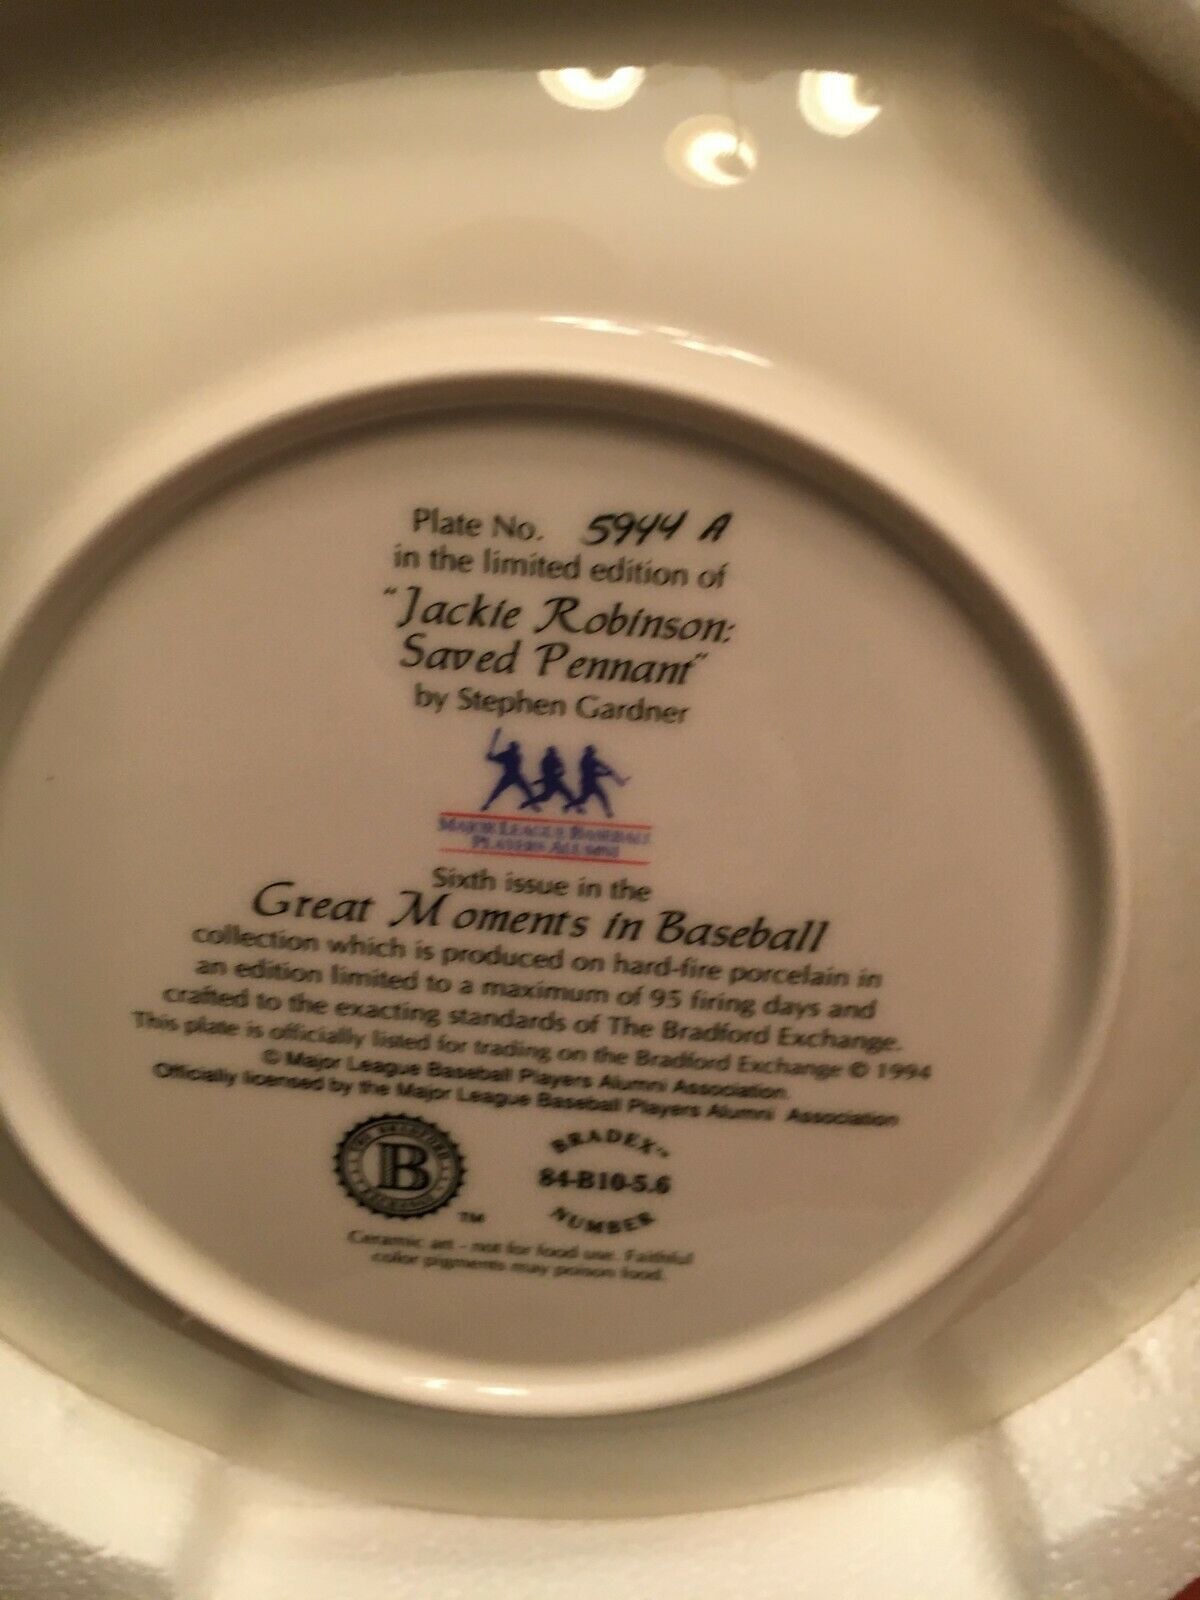 Plate No. 5944 A
in the limited edition of
"Jackie Robinson:
Saved Pennant"
by Stephen Gardner
MAJOR LEAGUE BASEBALL
PLAYERS ALUMNI
Sixth issue in the
Great Moments in Baseball
collection which is produced on hard-fire porcelain in
an edition limited to a maximum of 95 firing days and
crafted to the exacting standards of The Bradford Exchange.
This plate is officially listed for trading on the Bradford Exchange © 1994
© Major League Baseball Players Alumni Association.
Officially licensed by the Major League Baseball Players Alumni Association
THE BRADFORD
B
EXCHANGE
TM
BRADEX™
84-B10-5.6
NUMBER
Ceramic art - not for food use. Faithful
color pigments may poison food.